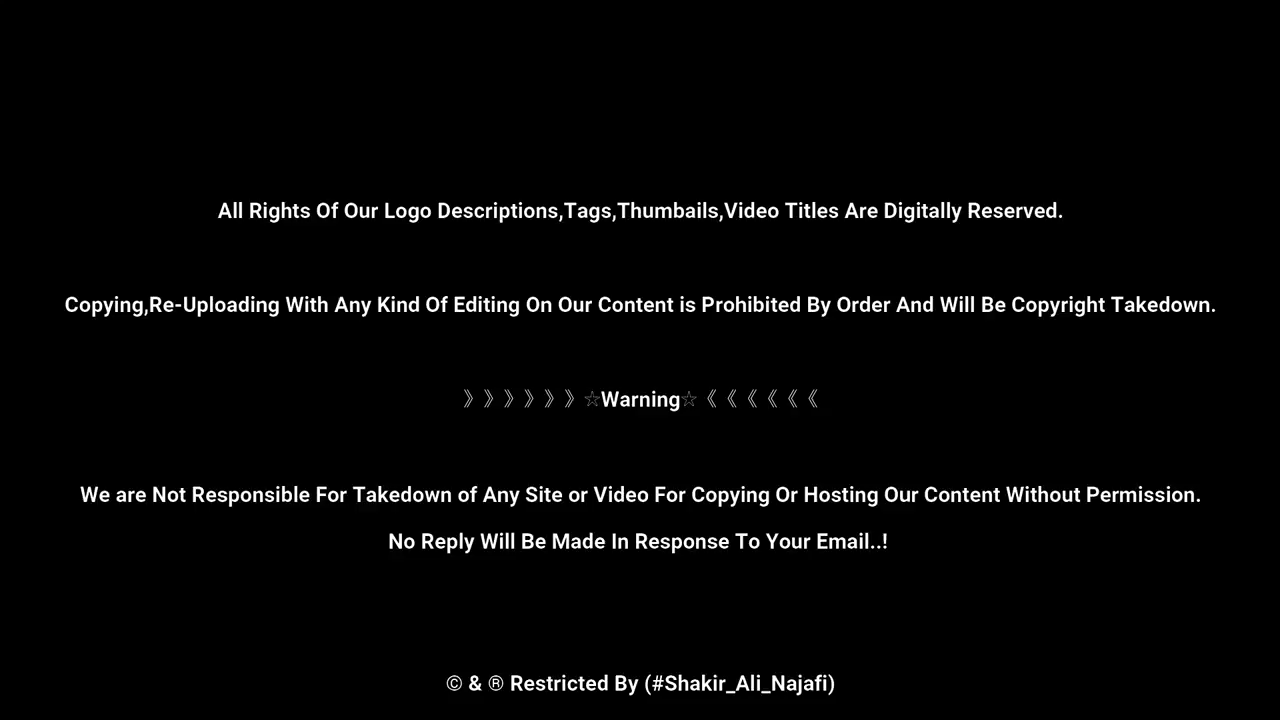 All Rights Of Our Logo Descriptions,Tags,Thumbails,Video Titles Are Digitally Reserved.
Copying,Re-Uploading With Any Kind Of Editing On Our Content is Prohibited By Order And Will Be Copyright Takedown.
》》》》》》☆Warning☆《《《《《《
We are Not Responsible For Takedown of Any Site or Video For Copying Or Hosting Our Content Without Permission.
No Reply Will Be Made In Response To Your Email..!
© & ® Restricted By (#Shakir_Ali_Najafi)